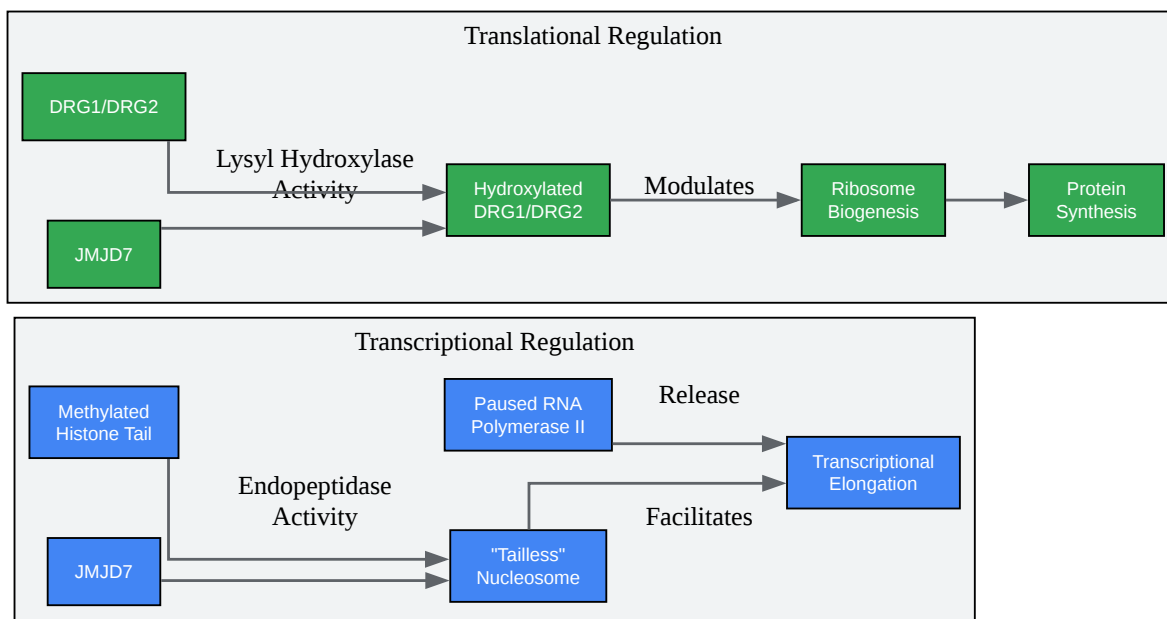 Translational Regulation
DRG1/DRG2
Lysyl Hydroxylase
Activity
Hydroxylated
DRG1/DRG2
Modulates
Ribosome
Biogenesis
Protein
Synthesis
JMJD7
Transcriptional Regulation
Methylated
Histone Tail
Paused RNA
Polymerase II
Release
Transcriptional
Elongation
Endopeptidase
Activity
Facilitates
JMJD7
"Tailless"
Nucleosome